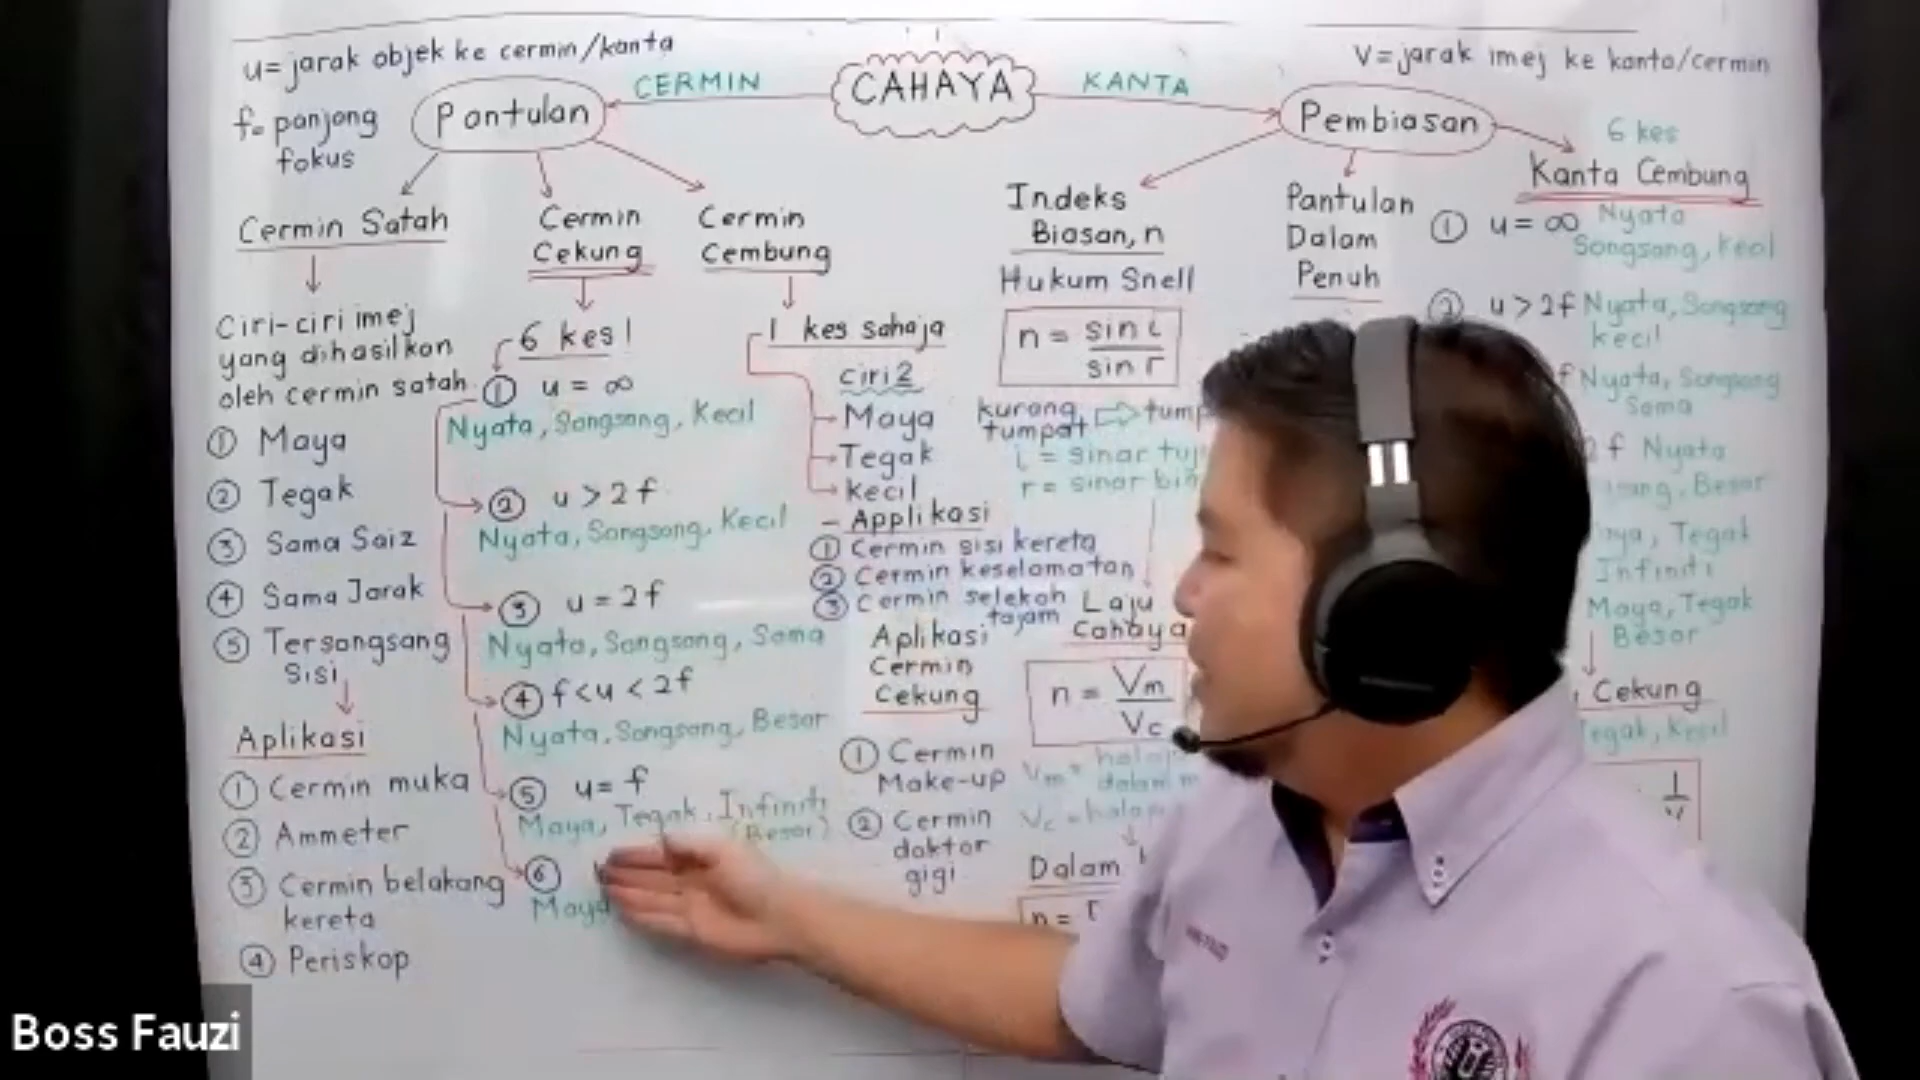 u=jarak objek ke cermin/kanta
f= panjang
fokus
CERMIN
CAHAYA
KANTA
V=jarak imej ke kanta/cermin
Pantulan
Pembiasan
Cermin Satah
Ciri-ciri imej
yang dihasilkan
oleh cermin satah
① Maya
② Tegak
③ Sama Saiz
④ Sama Jarak
⑤ Tersongsang
Sisi
Aplikasi
① Cermin muka
② Ammeter
③ Cermin belakang
kereta
④ Periskop
Cermin
Cekung
6 kes!
① u = ∞
Nyata, Songsang, Kecil
② u > 2f
Nyata, Songsang, Kecil
③ u = 2f
Nyata, Songsang, Sama
④ f < u < 2f
Nyata, Songsang, Besar
⑤ u = f
Maya, Tegak, Infiniti
(Besar)
⑥
Maya
Cermin
Cembung
1 kes sahaja
ciri2
Maya
Tegak
kecil
- Applikasi
① Cermin sisi kereta
② Cermin keselamatan
③ Cermin selekoh
tajam
Aplikasi
Cermin
Cekung
① Cermin
Make-up
② Cermin
doktor
gigi
Indeks
Biasan, n
Hukum Snell
n = sin i
sin r
kurang
tumpat
i = sinar
r = sinar
Laju
Cahaya
n = Vm
Vc
Vm =
dalam
Vc =
Dalam
n =
Pantulan
Dalam
Penuh
6 kes
Kanta Cembung
① u = ∞ Nyata
Songsang, Kecil
② u > 2f Nyata, Songsang
kecil
Nyata, Songsang
Sama
2f Nyata
Besar
Tegak
Infiniti
Maya, Tegak
Besar
Cekung
Tegak, Kecil
1
V
Boss Fauzi